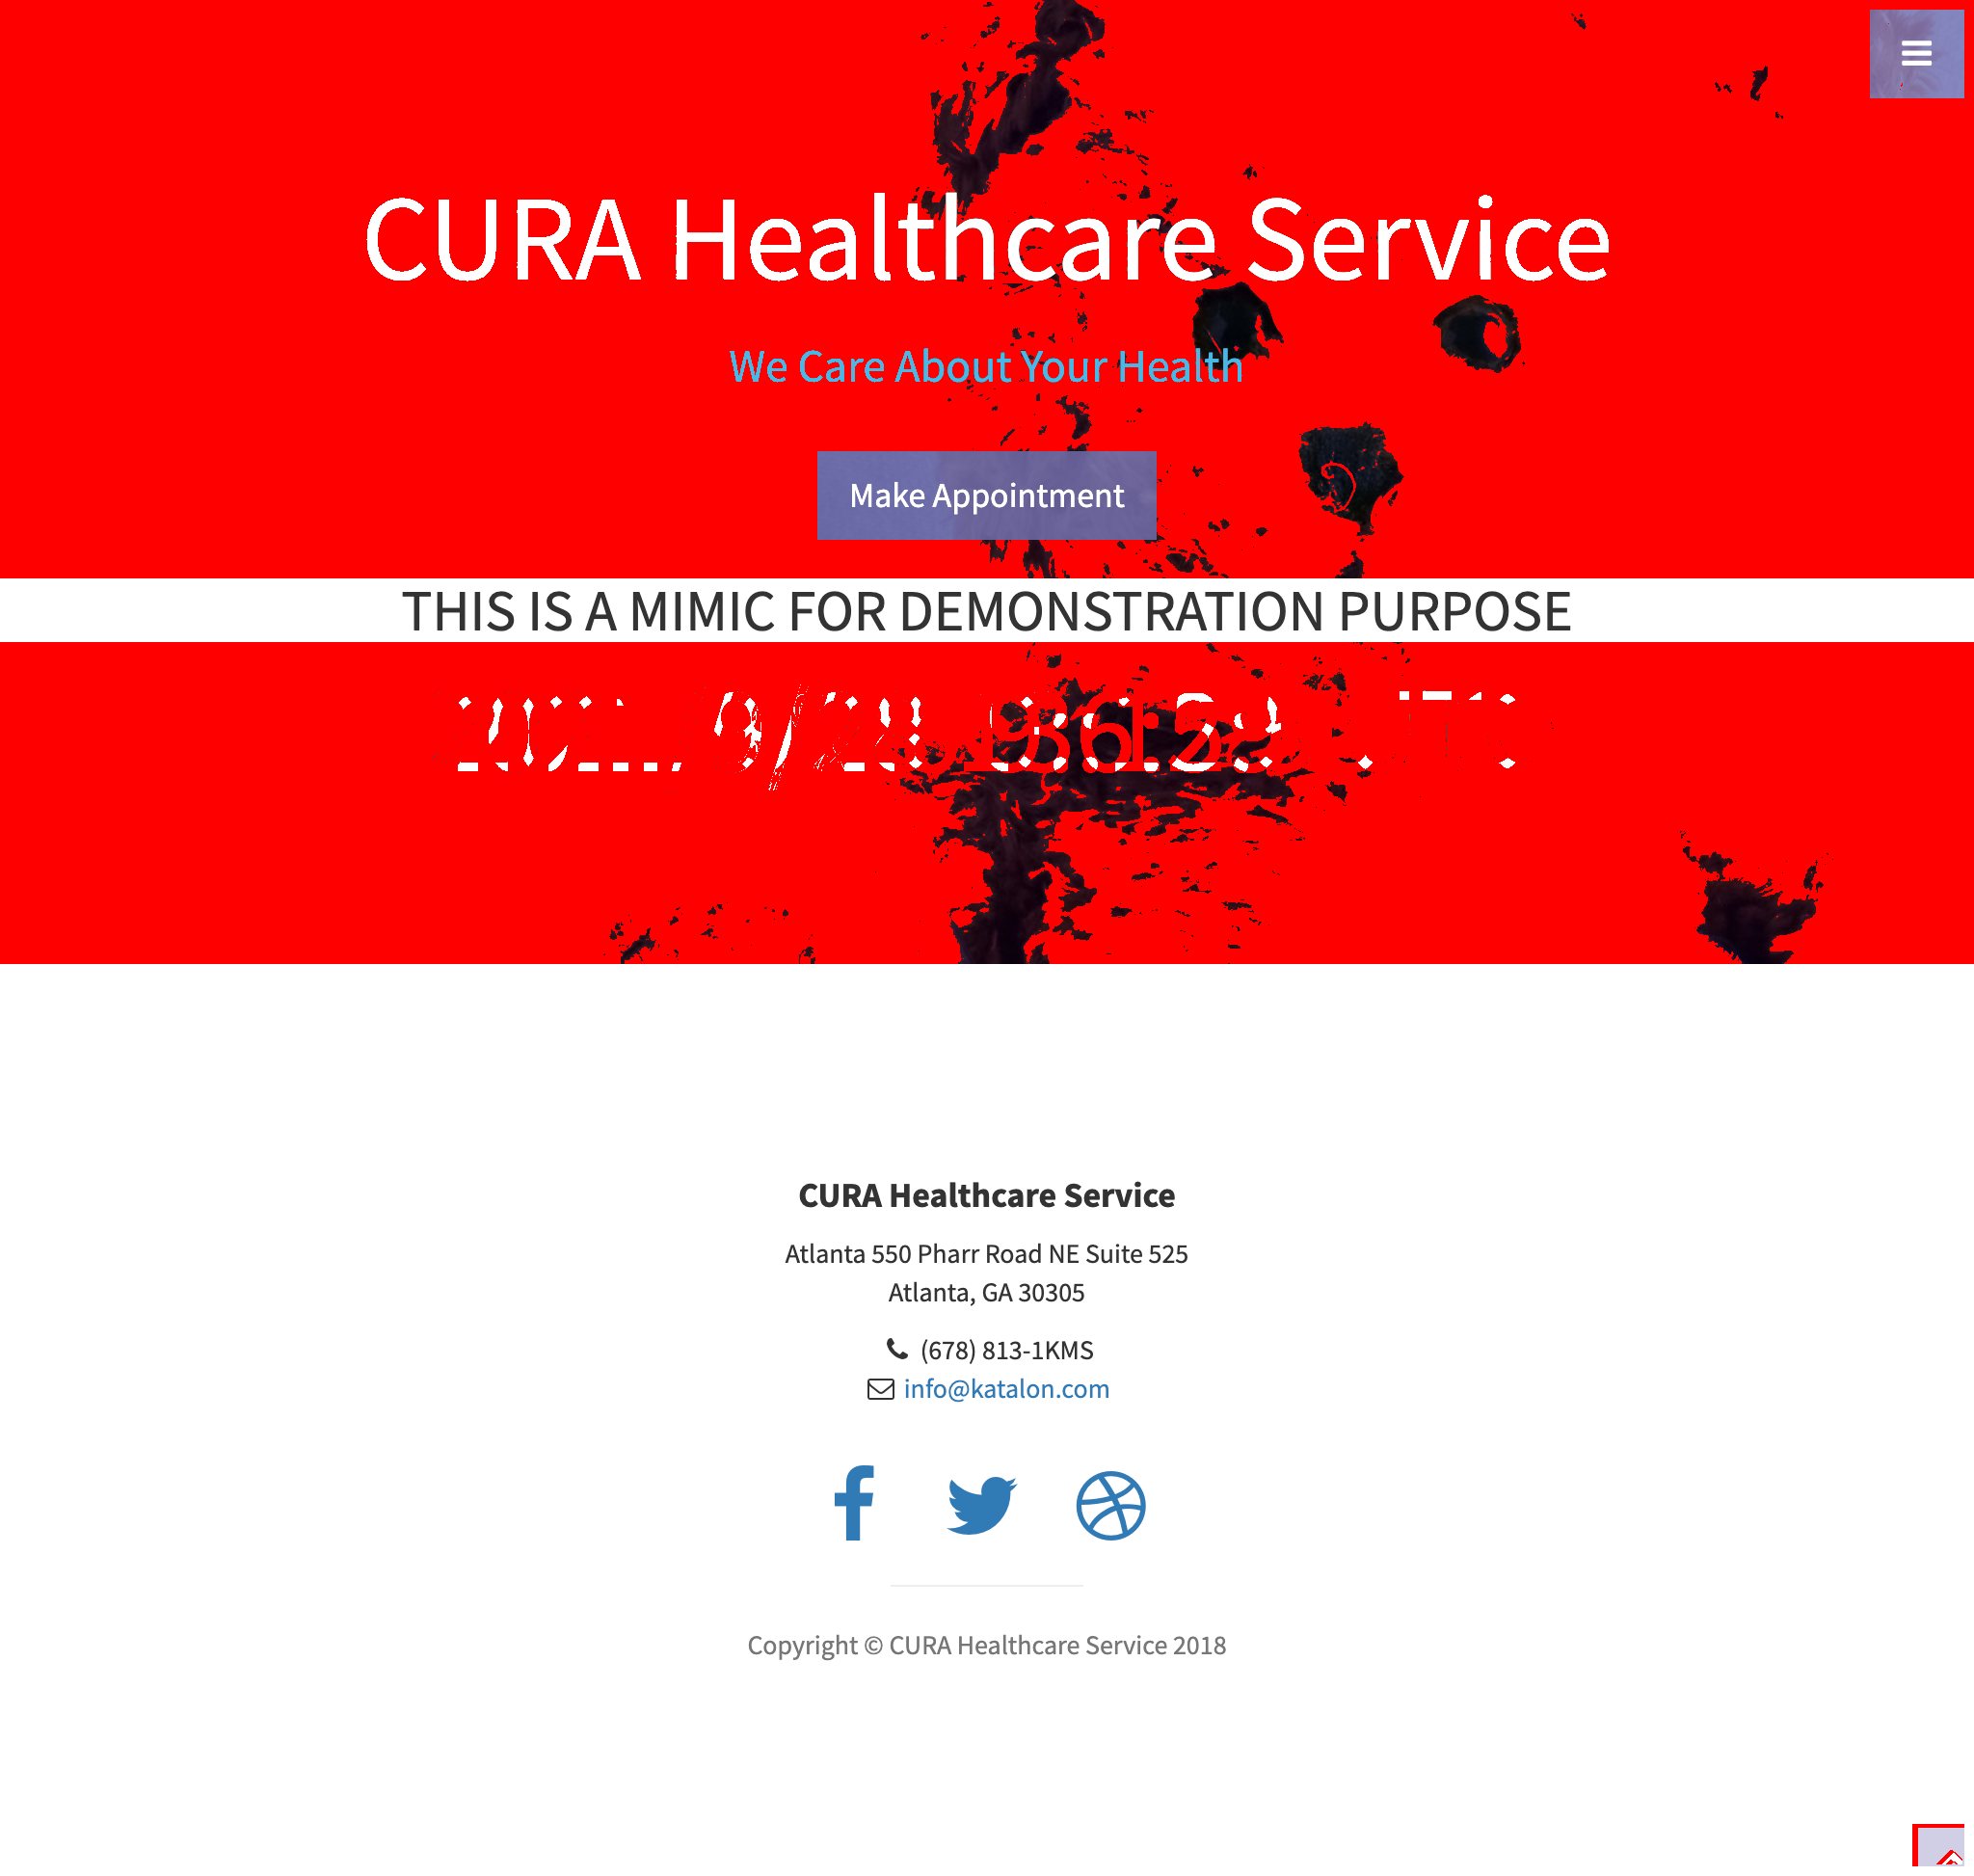 CURA Healthcare Service
We Care About Your Health
Make Appointment
THIS IS A MIMIC FOR DEMONSTRATION PURPOSE
CURA Healthcare Service
Atlanta 550 Pharr Road NE Suite 525
Atlanta, GA 30305
(678) 813-1KMS
info@katalon.com
Copyright © CURA Healthcare Service 2018